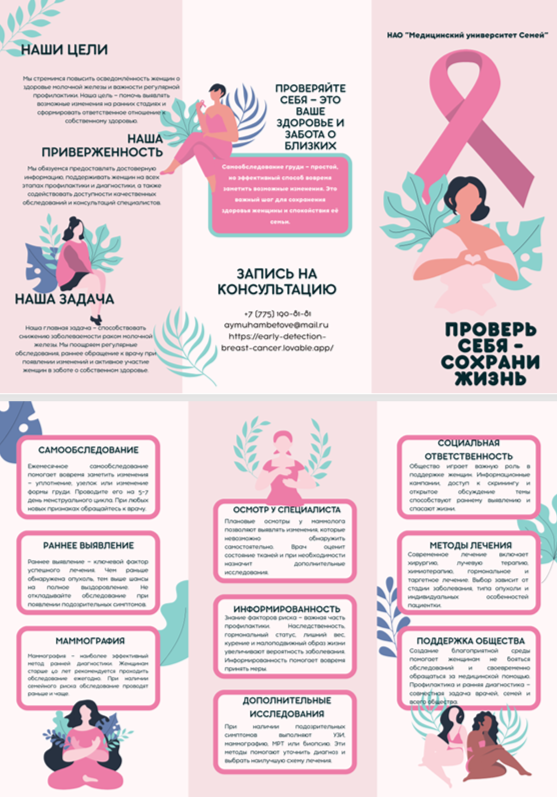 НАШИ ЦЕЛИ
Мы стремимся повысить осведомлённость женщин о
здоровье молочной железы и важности регулярной
профилактики. Наша цель – помочь выявлять
возможные изменения на ранних стадиях и
сформировать ответственное отношение к
собственному здоровью.
НАША
ПРИВЕРЖЕННОСТЬ
Мы обязуемся предоставлять достоверную
информацию, поддерживать женщин на всех
этапах профилактики и диагностики, а также
содействовать доступности качественных
обследований и консультаций специалистов.
НАША ЗАДАЧА
Наша главная задача – способствовать
снижению заболеваемости раком молочной
железы. Мы поощряем регулярные
обследования, раннее обращение к врачу при
появлении изменений и активное участие
женщин в заботе о собственном здоровье.
ПРОВЕРЯЙТЕ
СЕБЯ – ЭТО
ВАШЕ
ЗДОРОВЬЕ И
ЗАБОТА О
БЛИЗКИХ
Самообследование груди – простой,
но эффективный способ вовремя
заметить возможные изменения. Это
важный шаг для сохранения
здоровья женщины и спокойствия её
семьи.
ЗАПИСЬ НА
КОНСУЛЬТАЦИЮ
+7 (775) 190-81-81
aymuhambetove@mail.ru
https://early-detection-
breast-cancer.lovable.app/
НАО "Медицинский университет Семей"
ПРОВЕРЬ
СЕБЯ -
СОХРАНИ
ЖИЗНЬ
САМООБСЛЕДОВАНИЕ
Ежемесячное самообследование
помогает вовремя заметить изменения
– уплотнение, узелок или изменение
формы груди. Проводите его на 5-7
день менструального цикла. При любых
новых признаках обращайтесь к врачу.
РАННЕЕ ВЫЯВЛЕНИЕ
Раннее выявление – ключевой фактор
успешного лечения. Чем раньше
обнаружена опухоль, тем выше шансы
на полное выздоровление. Не
откладывайте обследование при
появлении подозрительных симптомов.
МАММОГРАФИЯ
Маммография – наиболее эффективный
метод ранней диагностики. Женщинам
старше 40 лет рекомендуется проходить
обследование ежегодно. При наличии
семейного риска обследование проводят
раньше и чаще.
ОСМОТР У СПЕЦИАЛИСТА
Плановые осмотры у маммолога
позволяют выявлять изменения, которые
невозможно обнаружить
самостоятельно. Врач оценит
состояние тканей и при необходимости
назначит дополнительные
исследования.
ИНФОРМИРОВАННОСТЬ
Знание факторов риска – важная часть
профилактики. Наследственность,
гормональный статус, лишний вес,
курение и малоподвижный образ жизни
увеличивают вероятность заболевания.
Информированность помогает вовремя
принять меры.
ДОПОЛНИТЕЛЬНЫЕ
ИССЛЕДОВАНИЯ
При наличии подозрительных
симптомов выполняют УЗИ,
маммографию, МРТ или биопсию. Эти
методы помогают уточнить диагноз и
выбрать наилучшую схему лечения.
СОЦИАЛЬНАЯ
ОТВЕТСТВЕННОСТЬ
Общество играет важную роль в
поддержке женщин. Информационные
кампании, доступ к скринингу и
открытое обсуждение темы
способствуют раннему выявлению и
спасают жизни.
МЕТОДЫ ЛЕЧЕНИЯ
Современное лечение включает
хирургию, лучевую терапию,
химиотерапию, гормональное и
таргетное лечение. Выбор зависит от
стадии заболевания, типа опухоли и
индивидуальных особенностей
пациентки.
ПОДДЕРЖКА ОБЩЕСТВА
Создание благоприятной среды
помогает женщинам не бояться
обследований и своевременно
обращаться за медицинской помощью.
Профилактика и ранняя диагностика –
совместная задача врачей, семей и
всего общества.